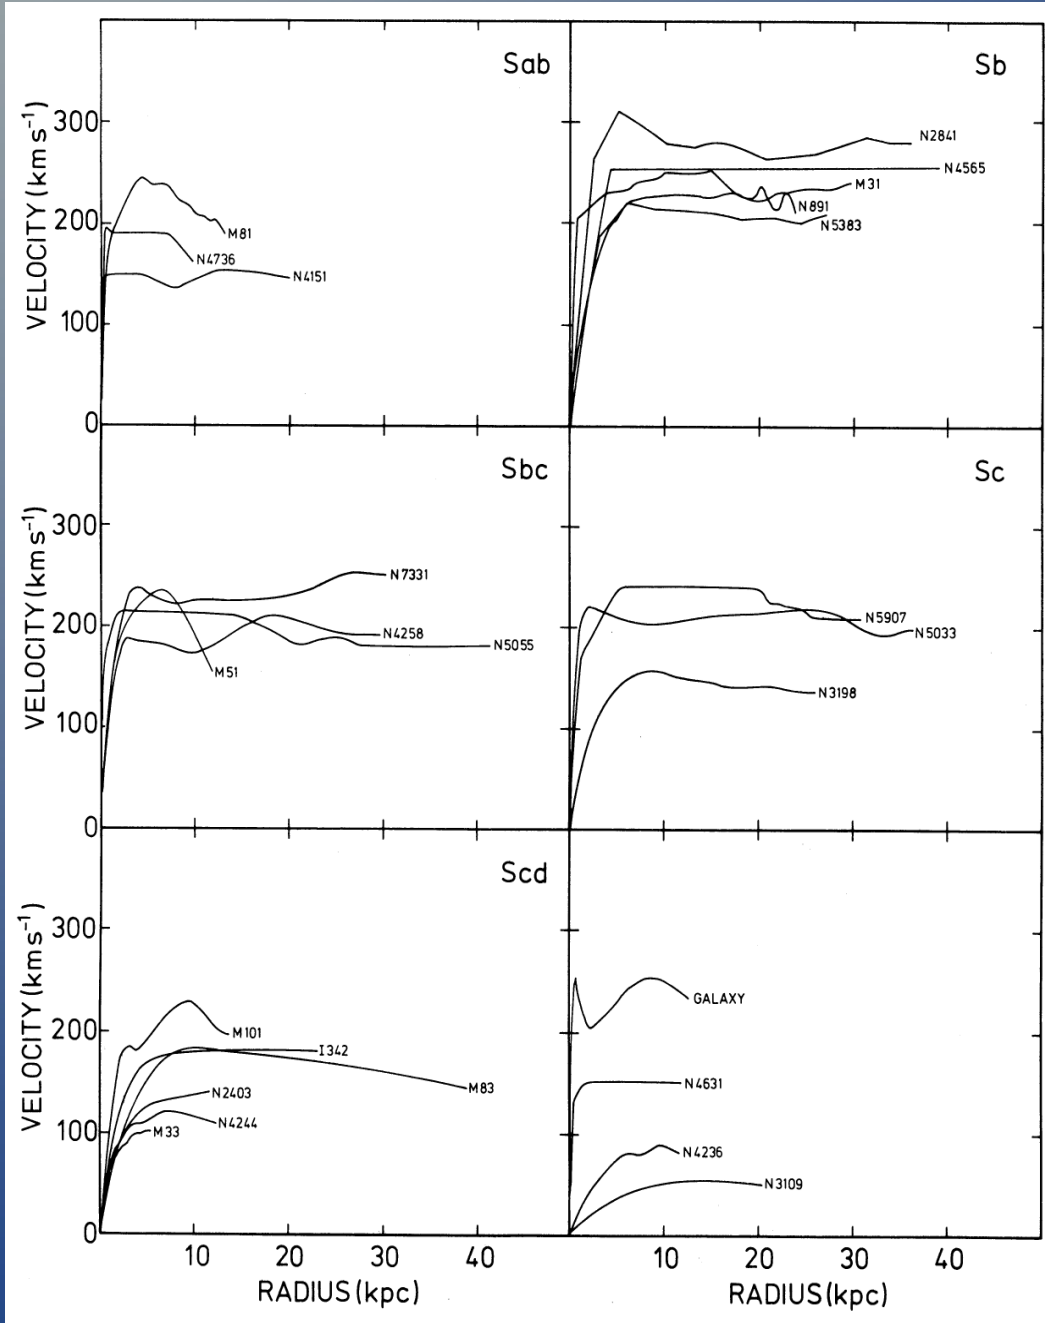 Sab
Sb
VELOCITY (km s⁻¹)
300
200
100
0
M81
N4736
N4151
N2841
N4565
M31
N891
N5383
Sbc
Sc
VELOCITY (km s⁻¹)
300
200
100
0
N7331
N4258
N5055
M51
N5907
N5033
N3198
Scd
VELOCITY (km s⁻¹)
300
200
100
0
M101
I342
M83
N2403
N4244
M33
GALAXY
N4631
N4236
N3109
10 20 30 40
10 20 30 40
RADIUS (kpc)
RADIUS (kpc)